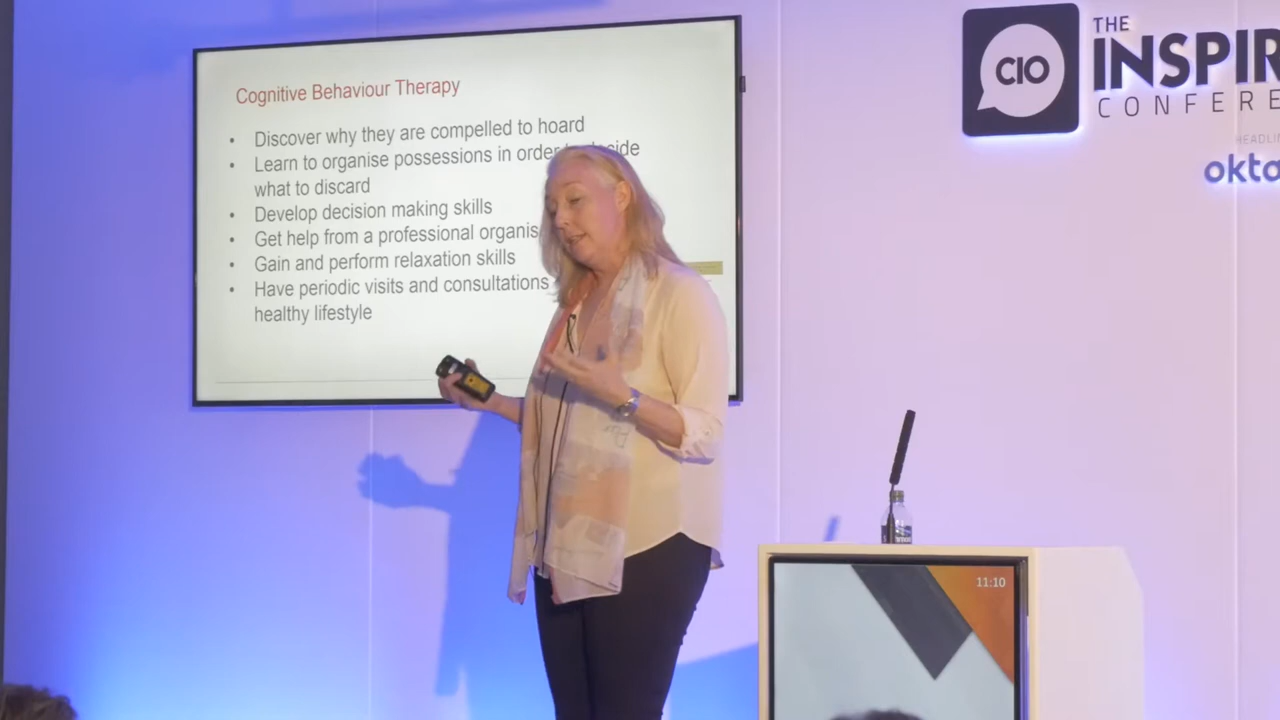 Cognitive Behaviour Therapy
• Discover why they are compelled to hoard
• Learn to organise possessions in order
what to discard
• Develop decision making skills
• Get help from a professional
• Gain and perform relaxation skills
• Have periodic visits and consultations
healthy lifestyle
CIO
THE
INSPIR
CONFERE
okta
11:10